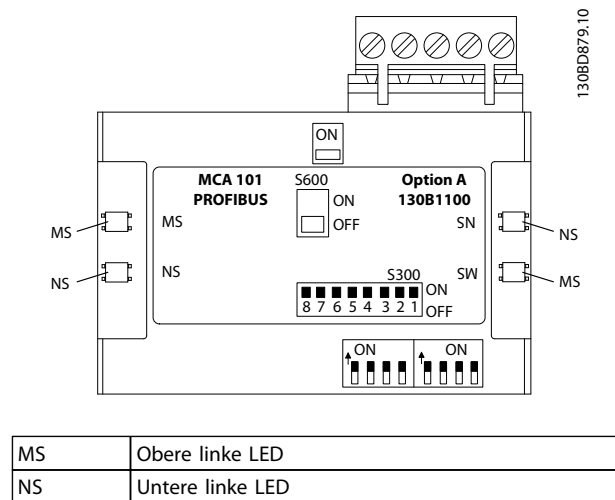 130BD879.10
ON
MCA 101
PROFIBUS
S600
ON
OFF
Option A
130B1100
MS
MS
NS
NS
NS
NS
MS
MS
S300
ON
OFF
8 7 6 5 4 3 2 1
ON
ON
MS Obere linke LED
NS Untere linke LED